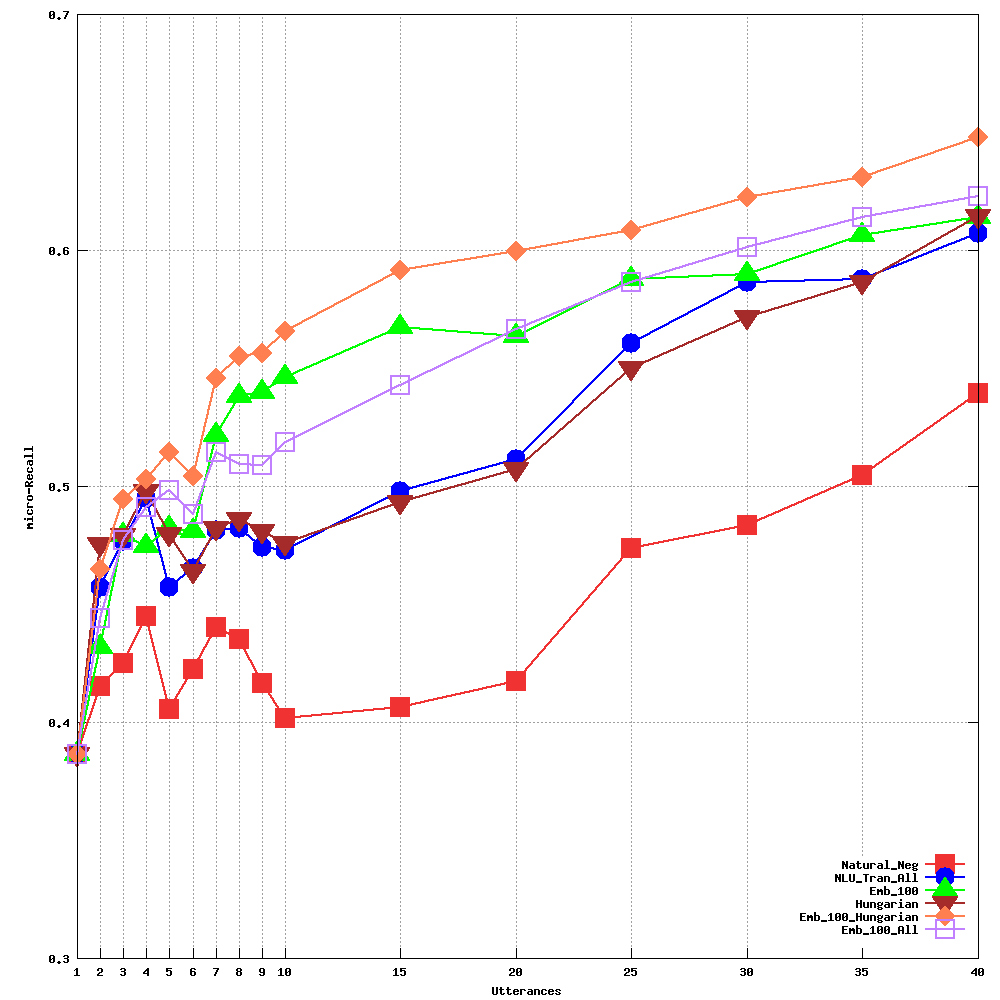 0.7
0.6
0.5
0.4
0.3
micro-Recall
1 2 3 4 5 6 7 8 9 10 15 20 25 30 35 40
Utterances
Natural_Neg
NLU_Tran_All
Emb_100
Hungarian
Emb_100_Hungarian
Emb_100_All